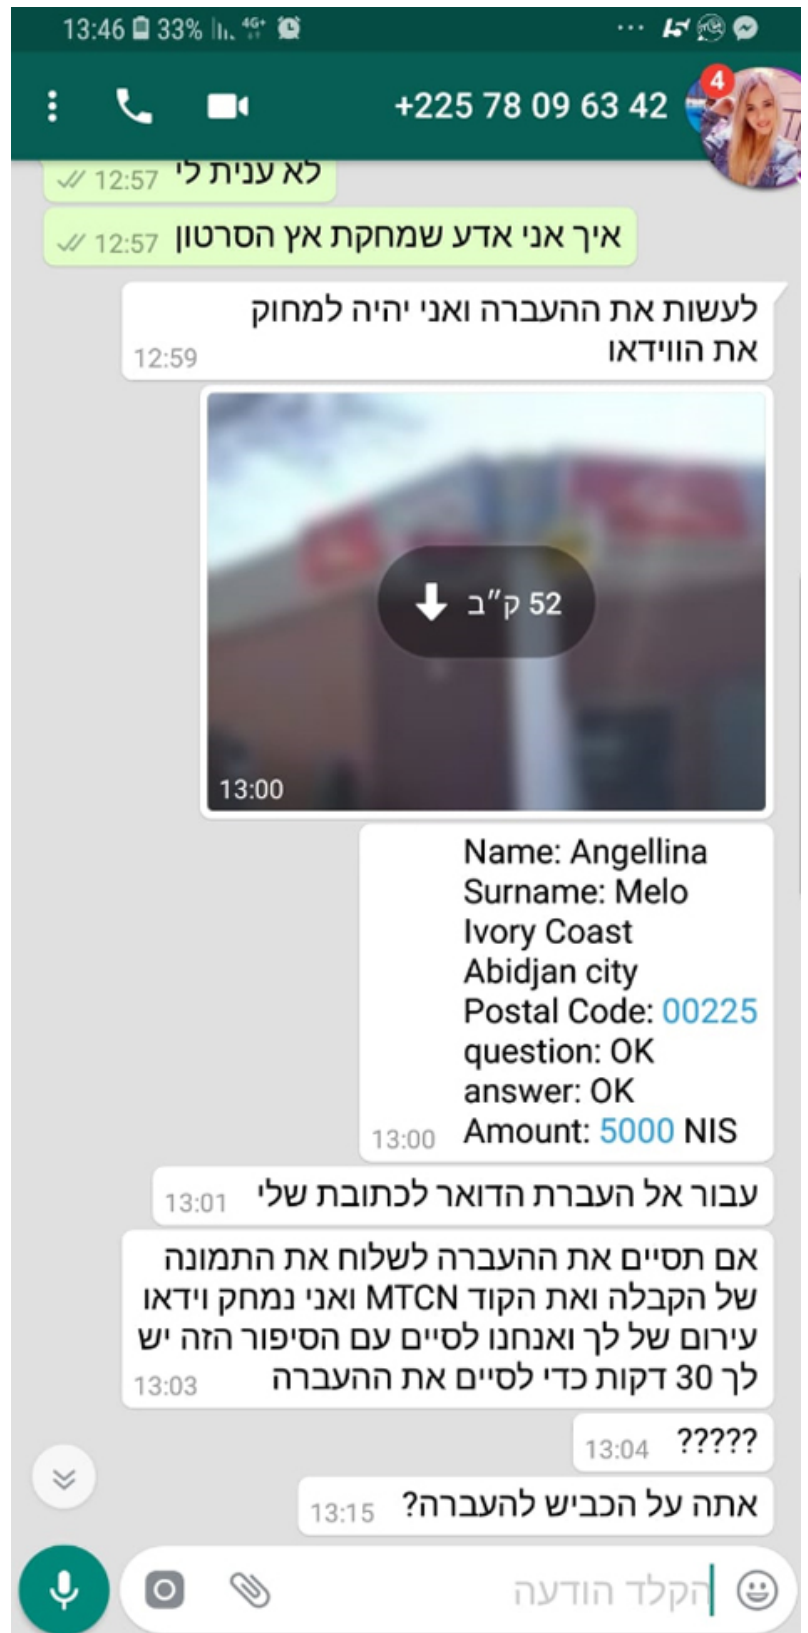 13:46 33% 4G+
+225 78 09 63 42
4
לא ענית לי
12:57
איך אני אדע שמחקת אץ הסרטון
12:57
לעשות את ההעברה ואני יהיה למחוק
את הווידאו
12:59
52 ק״ב
13:00
Name: Angellina
Surname: Melo
Ivory Coast
Abidjan city
Postal Code: 00225
question: OK
answer: OK
Amount: 5000 NIS
13:00
עבור אל העברת הדואר לכתובת שלי
13:01
אם תסיים את ההעברה לשלוח את התמונה
של הקבלה ואת הקוד MTCN ואני נמחק וידאו
עירום של לך ואנחנו לסיים עם הסיפור הזה יש
לך 30 דקות כדי לסיים את ההעברה
13:03
?????
13:04
אתה על הכביש להעברה?
13:15
הקלד הודעה